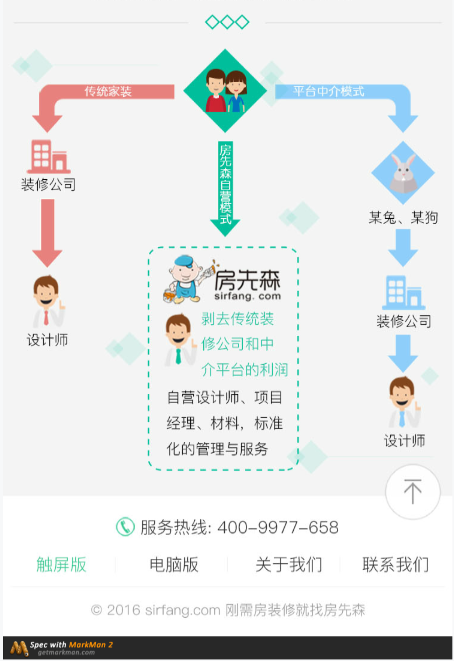 传统家装
平台中介模式
房先森自营模式
装修公司
某兔、某狗
房先森
sirfang.com
剥去传统装
修公司和中
介平台的利润
装修公司
设计师
自营设计师、项目
经理、材料，标准
化的管理与服务
设计师
服务热线: 400-9977-658
触屏版
电脑版
关于我们
联系我们
© 2016 sirfang.com 刚需房装修就找房先森
Spec with MarkMan 2
getmarkman.com